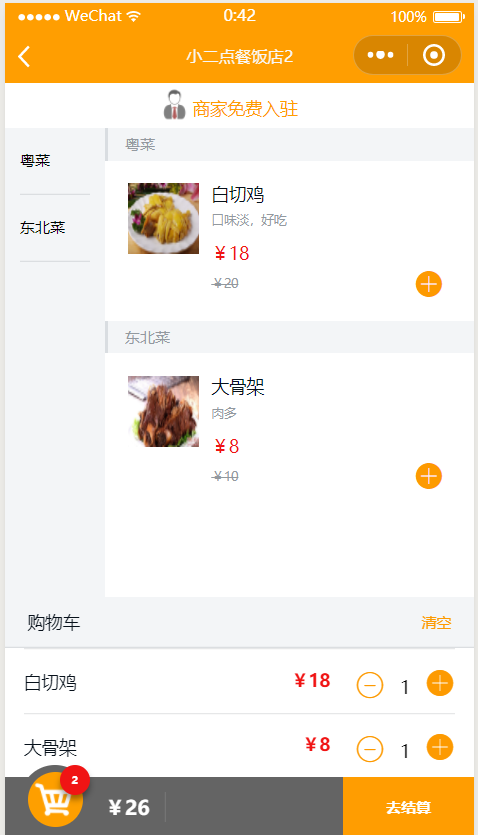 WeChat 0:42 100%
小二点餐饭店2
商家免费入驻
粤菜
东北菜
粤菜
白切鸡
口味淡，好吃
¥18
¥20
东北菜
大骨架
肉多
¥8
¥10
购物车 清空
白切鸡 ¥18 1
大骨架 ¥8 1
2
¥26 去结算